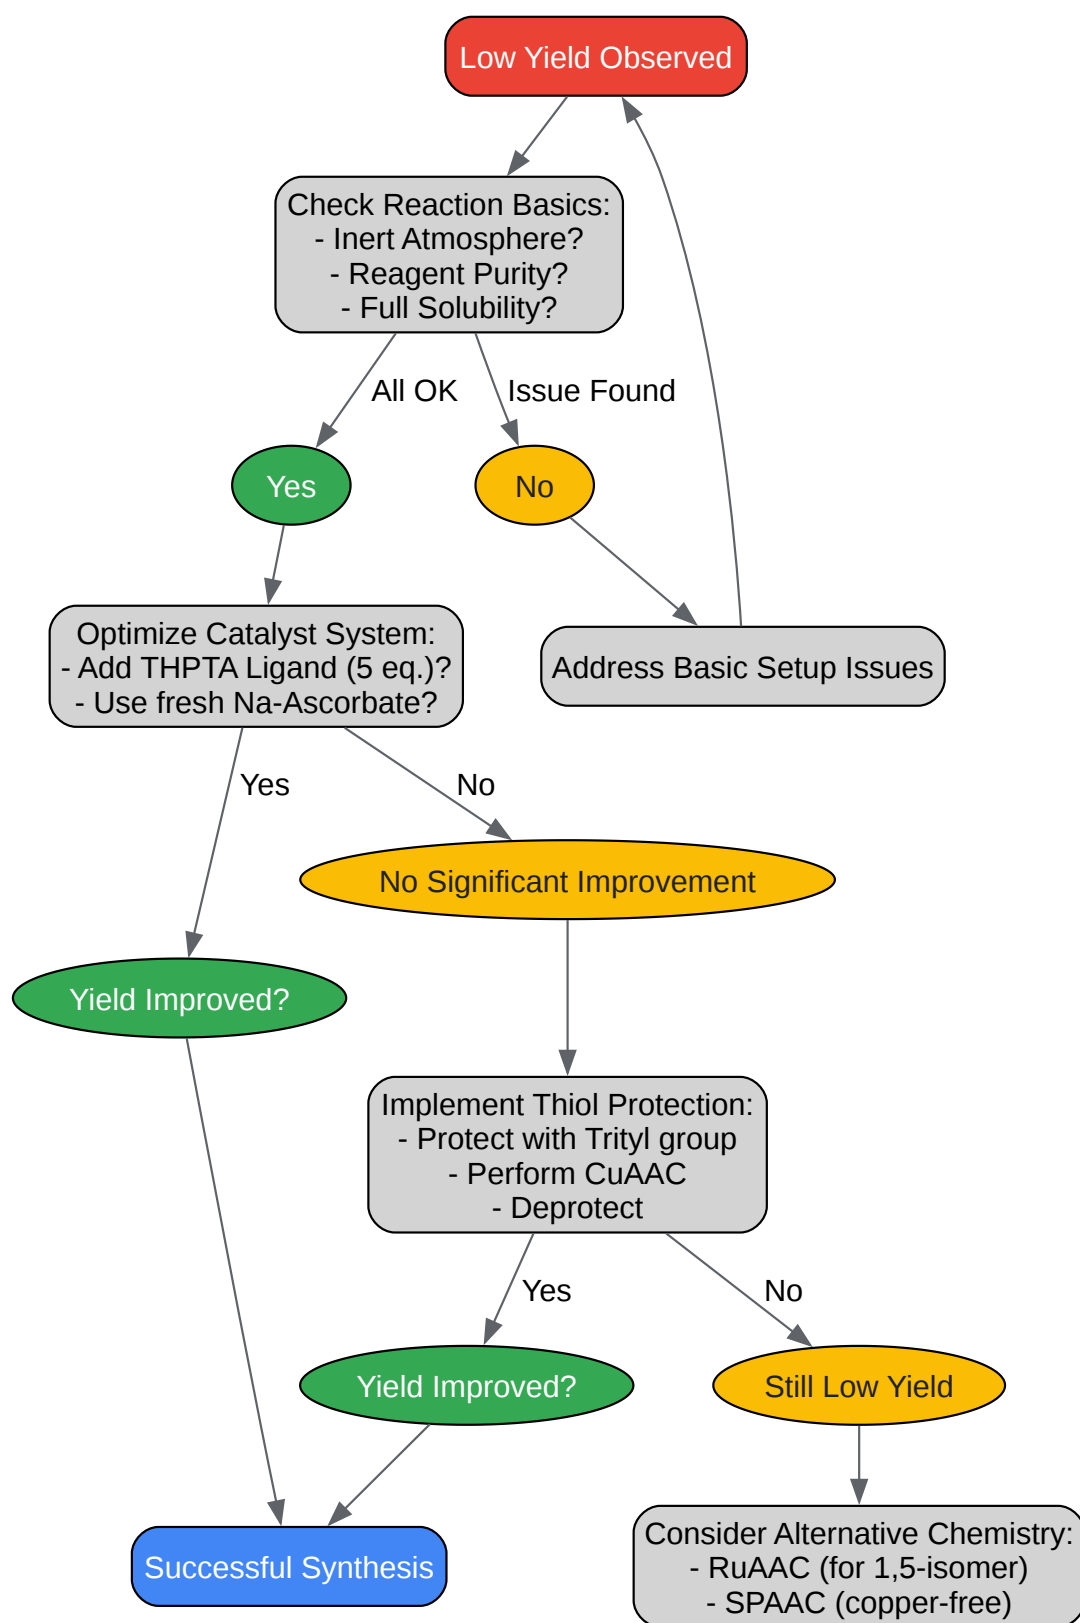 Low Yield Observed
Check Reaction Basics:
- Inert Atmosphere?
- Reagent Purity?
- Full Solubility?
All OK
Issue Found
Yes
No
Optimize Catalyst System:
- Add THPTA Ligand (5 eq.)?
- Use fresh Na-Ascorbate?
Address Basic Setup Issues
Yes
No
No Significant Improvement
Yield Improved?
Implement Thiol Protection:
- Protect with Trityl group
- Perform CuAAC
- Deprotect
Yes
No
Yield Improved?
Still Low Yield
Successful Synthesis
Consider Alternative Chemistry:
- RuAAC (for 1,5-isomer)
- SPAAC (copper-free)